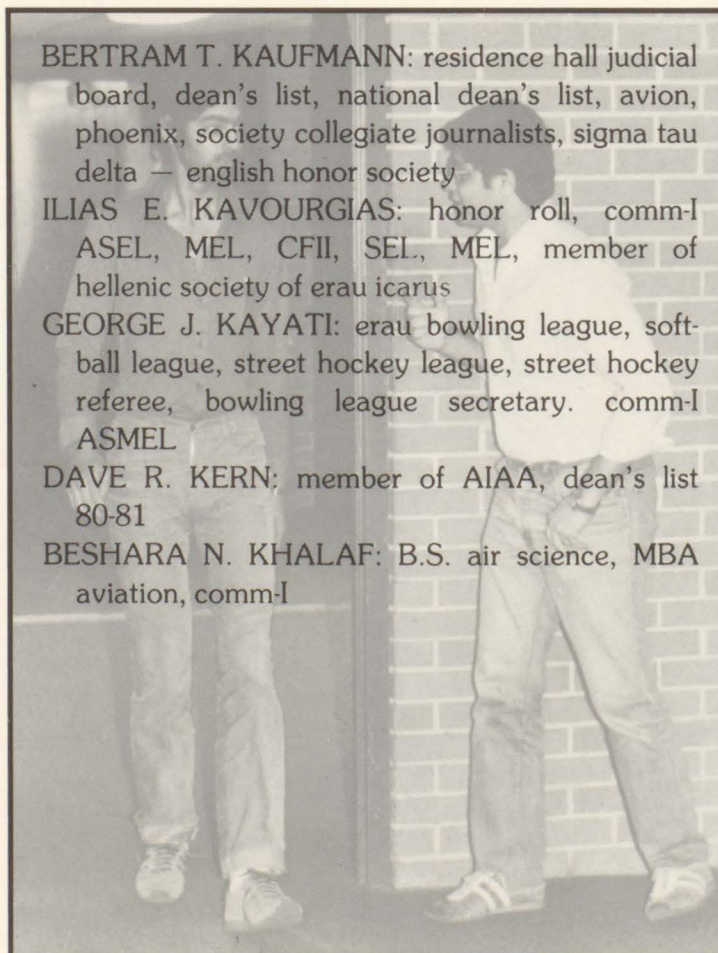 BERTRAM T. KAUFMANN: residence hall judicial
board, dean's list, national dean's list, avion,
phoenix, society collegiate journalists, sigma tau
delta — english honor society
ILIAS E. KAVOURGIAS: honor roll, comm-I
ASEL, MEL, CFII, SEL, MEL, member of
hellenic society of erau icarus
GEORGE J. KAYATI: erau bowling league, soft-
ball league, street hockey league, street hockey
referee, bowling league secretary. comm-I
ASMEL
DAVE R. KERN: member of AIAA, dean's list
80-81
BESHARA N. KHALAF: B.S. air science, MBA
aviation, comm-I